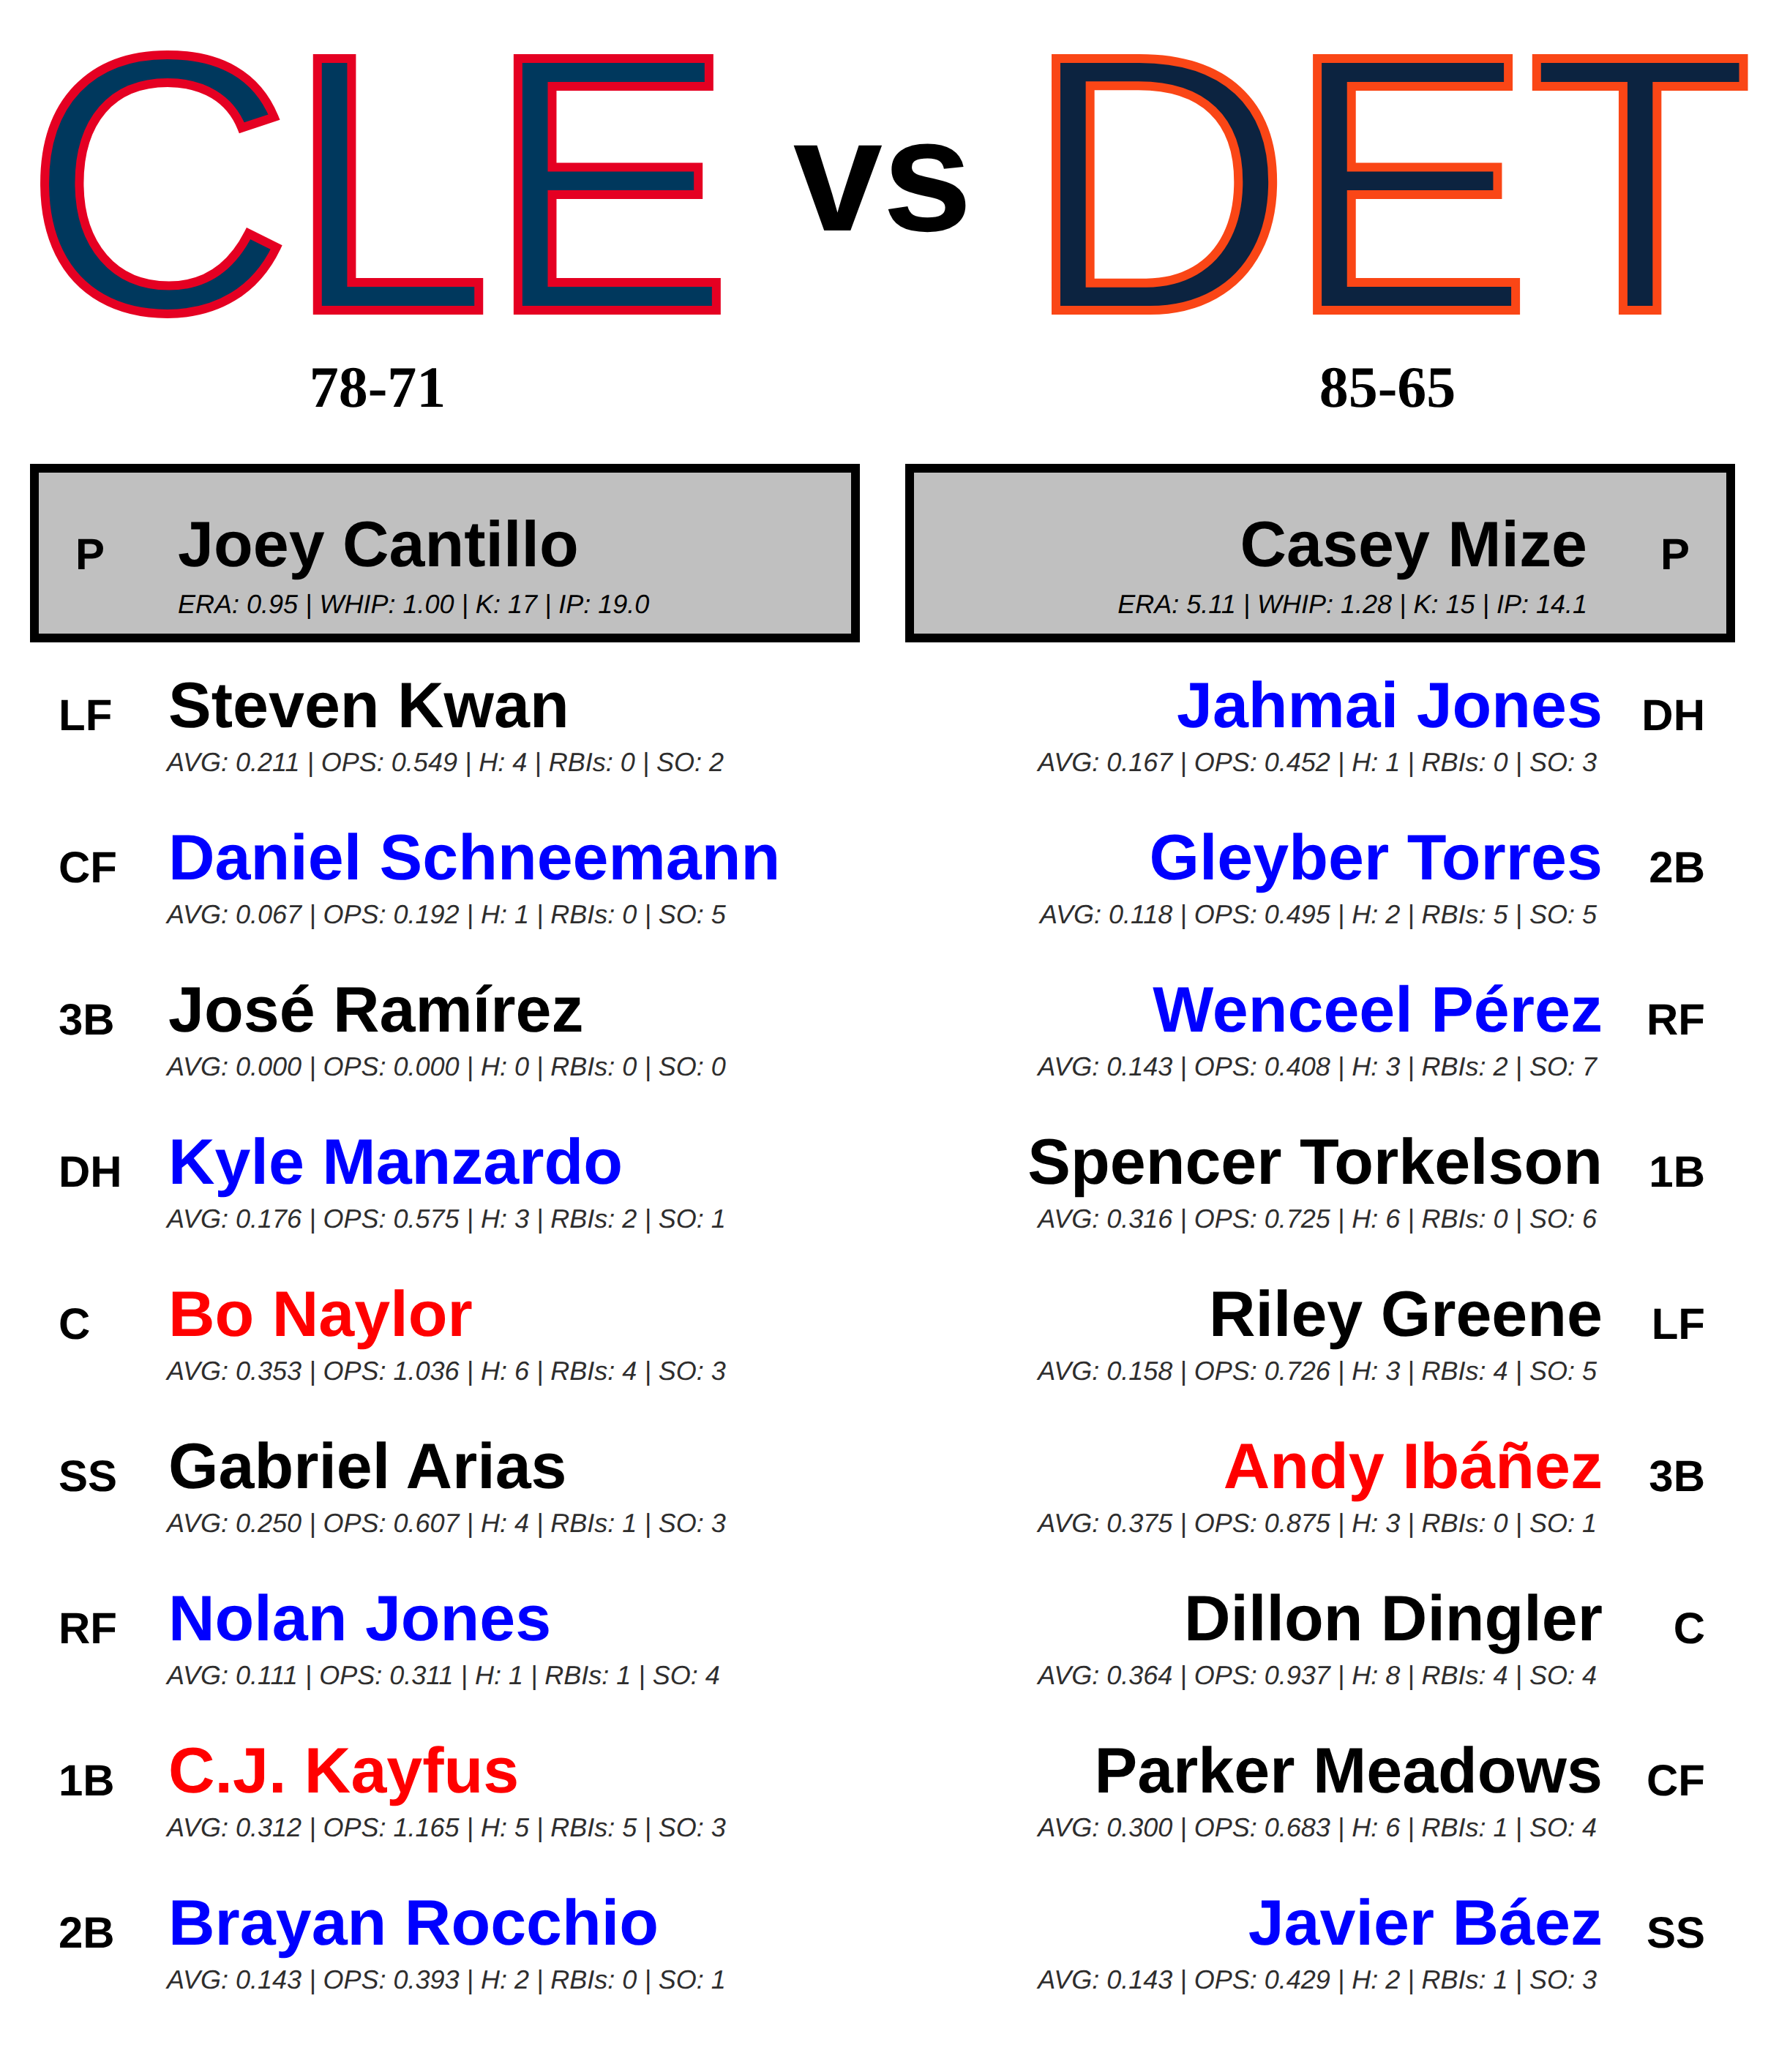 CLE vs DET
78-71 85-65
P Joey Cantillo
ERA: 0.95 | WHIP: 1.00 | K: 17 | IP: 19.0
Casey Mize P
ERA: 5.11 | WHIP: 1.28 | K: 15 | IP: 14.1
LF Steven Kwan
AVG: 0.211 | OPS: 0.549 | H: 4 | RBIs: 0 | SO: 2
CF Daniel Schneemann
AVG: 0.067 | OPS: 0.192 | H: 1 | RBIs: 0 | SO: 5
3B José Ramírez
AVG: 0.000 | OPS: 0.000 | H: 0 | RBIs: 0 | SO: 0
DH Kyle Manzardo
AVG: 0.176 | OPS: 0.575 | H: 3 | RBIs: 2 | SO: 1
C Bo Naylor
AVG: 0.353 | OPS: 1.036 | H: 6 | RBIs: 4 | SO: 3
SS Gabriel Arias
AVG: 0.250 | OPS: 0.607 | H: 4 | RBIs: 1 | SO: 3
RF Nolan Jones
AVG: 0.111 | OPS: 0.311 | H: 1 | RBIs: 1 | SO: 4
1B C.J. Kayfus
AVG: 0.312 | OPS: 1.165 | H: 5 | RBIs: 5 | SO: 3
2B Brayan Rocchio
AVG: 0.143 | OPS: 0.393 | H: 2 | RBIs: 0 | SO: 1
Jahmai Jones DH
AVG: 0.167 | OPS: 0.452 | H: 1 | RBIs: 0 | SO: 3
Gleyber Torres 2B
AVG: 0.118 | OPS: 0.495 | H: 2 | RBIs: 5 | SO: 5
Wenceel Pérez RF
AVG: 0.143 | OPS: 0.408 | H: 3 | RBIs: 2 | SO: 7
Spencer Torkelson 1B
AVG: 0.316 | OPS: 0.725 | H: 6 | RBIs: 0 | SO: 6
Riley Greene LF
AVG: 0.158 | OPS: 0.726 | H: 3 | RBIs: 4 | SO: 5
Andy Ibáñez 3B
AVG: 0.375 | OPS: 0.875 | H: 3 | RBIs: 0 | SO: 1
Dillon Dingler C
AVG: 0.364 | OPS: 0.937 | H: 8 | RBIs: 4 | SO: 4
Parker Meadows CF
AVG: 0.300 | OPS: 0.683 | H: 6 | RBIs: 1 | SO: 4
Javier Báez SS
AVG: 0.143 | OPS: 0.429 | H: 2 | RBIs: 1 | SO: 3